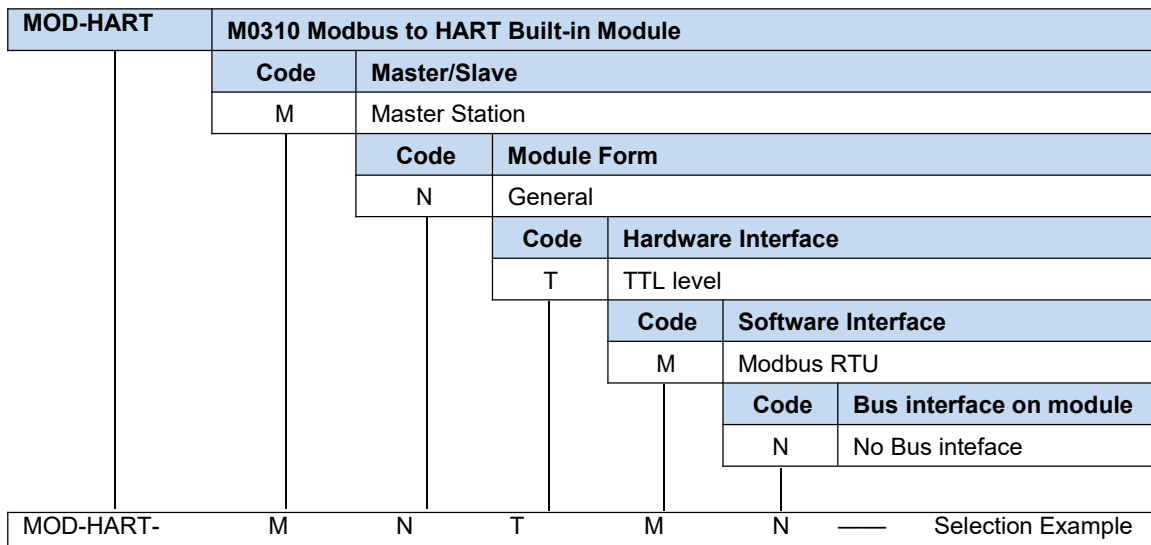 MOD-HART M0310 Modbus to HART Built-in Module
Code Master/Slave
M Master Station
Code Module Form
N General
Code Hardware Interface
T TTL level
Code Software Interface
M Modbus RTU
Code Bus interface on module
N No Bus inteface
MOD-HART- M N T M N —— Selection Example